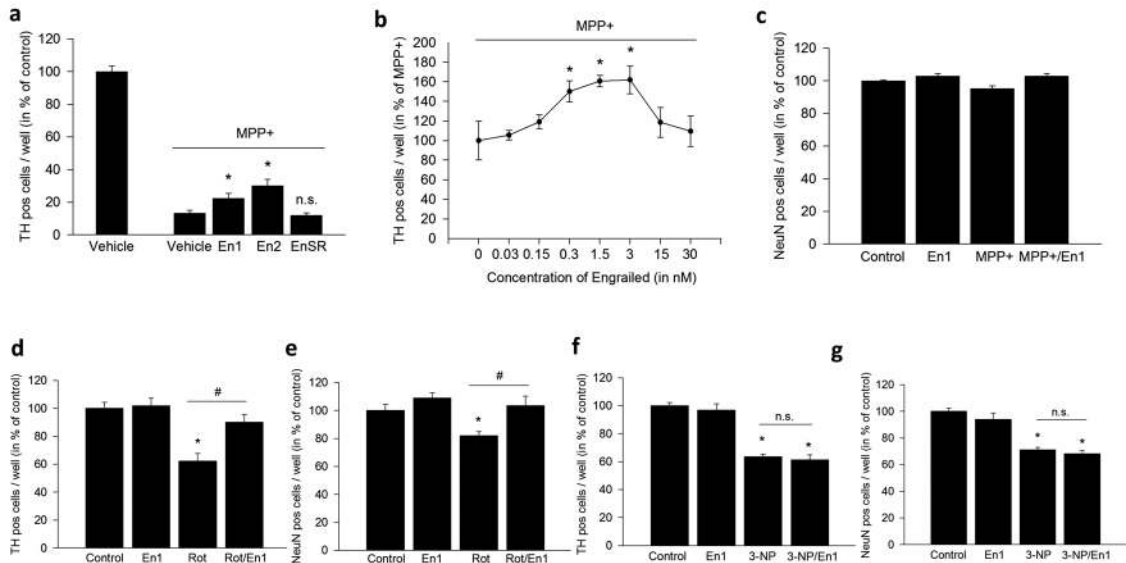 a
TH pos cells / well (in % of control)
120
100
80
60
40
20
0
MPP+
*
*
n.s.
Vehicle
Vehicle En1 En2 EnSR
b
MPP+
TH pos cells / well (in % of MPP+)
200
180
160
140
120
100
80
60
40
20
0
* * *
0 0.03 0.15 0.3 1.5 3 15 30
Concentration of Engrailed (in nM)
c
NeuN pos cells / well (in % of control)
120
100
80
60
40
20
0
Control En1 MPP+ MPP+/En1
d
TH pos cells / well (in % of control)
120
100
80
60
40
20
0
#
*
Control En1 Rot Rot/En1
e
NeuN pos cells / well (in % of control)
120
100
80
60
40
20
0
#
*
Control En1 Rot Rot/En1
f
TH pos cells / well (in % of control)
120
100
80
60
40
20
0
n.s.
* *
Control En1 3-NP 3-NP/En1
g
NeuN pos cells / well (in % of control)
120
100
80
60
40
20
0
n.s.
* *
Control En1 3-NP 3-NP/En1